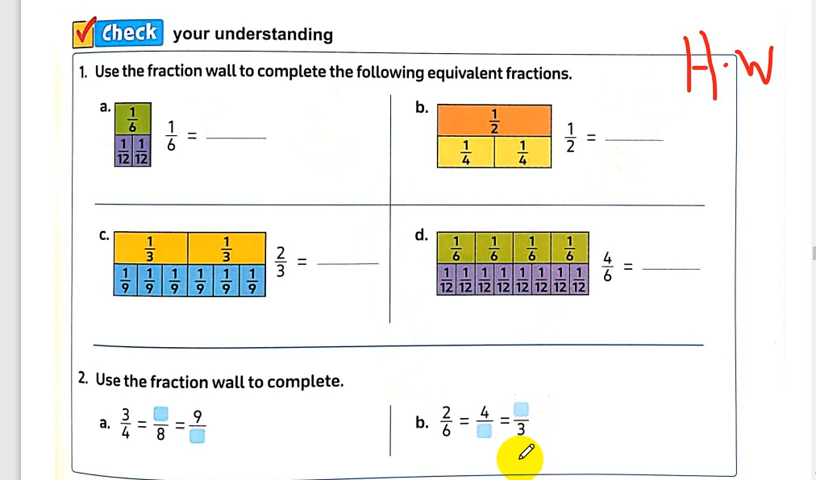 Check your understanding
H.W
1. Use the fraction wall to complete the following equivalent fractions.
a. 1/6
1/12 1/12
1/6 = ____
b. 1/2
1/4 1/4
1/2 = ____
c. 1/3 1/3
1/9 1/9 1/9 1/9 1/9 1/9
2/3 = ____
d. 1/6 1/6 1/6 1/6
1/12 1/12 1/12 1/12 1/12 1/12 1/12 1/12
4/6 = ____
2. Use the fraction wall to complete.
a. 3/4 = □/8 = 9/□
b. 2/6 = 4/□ = □/3